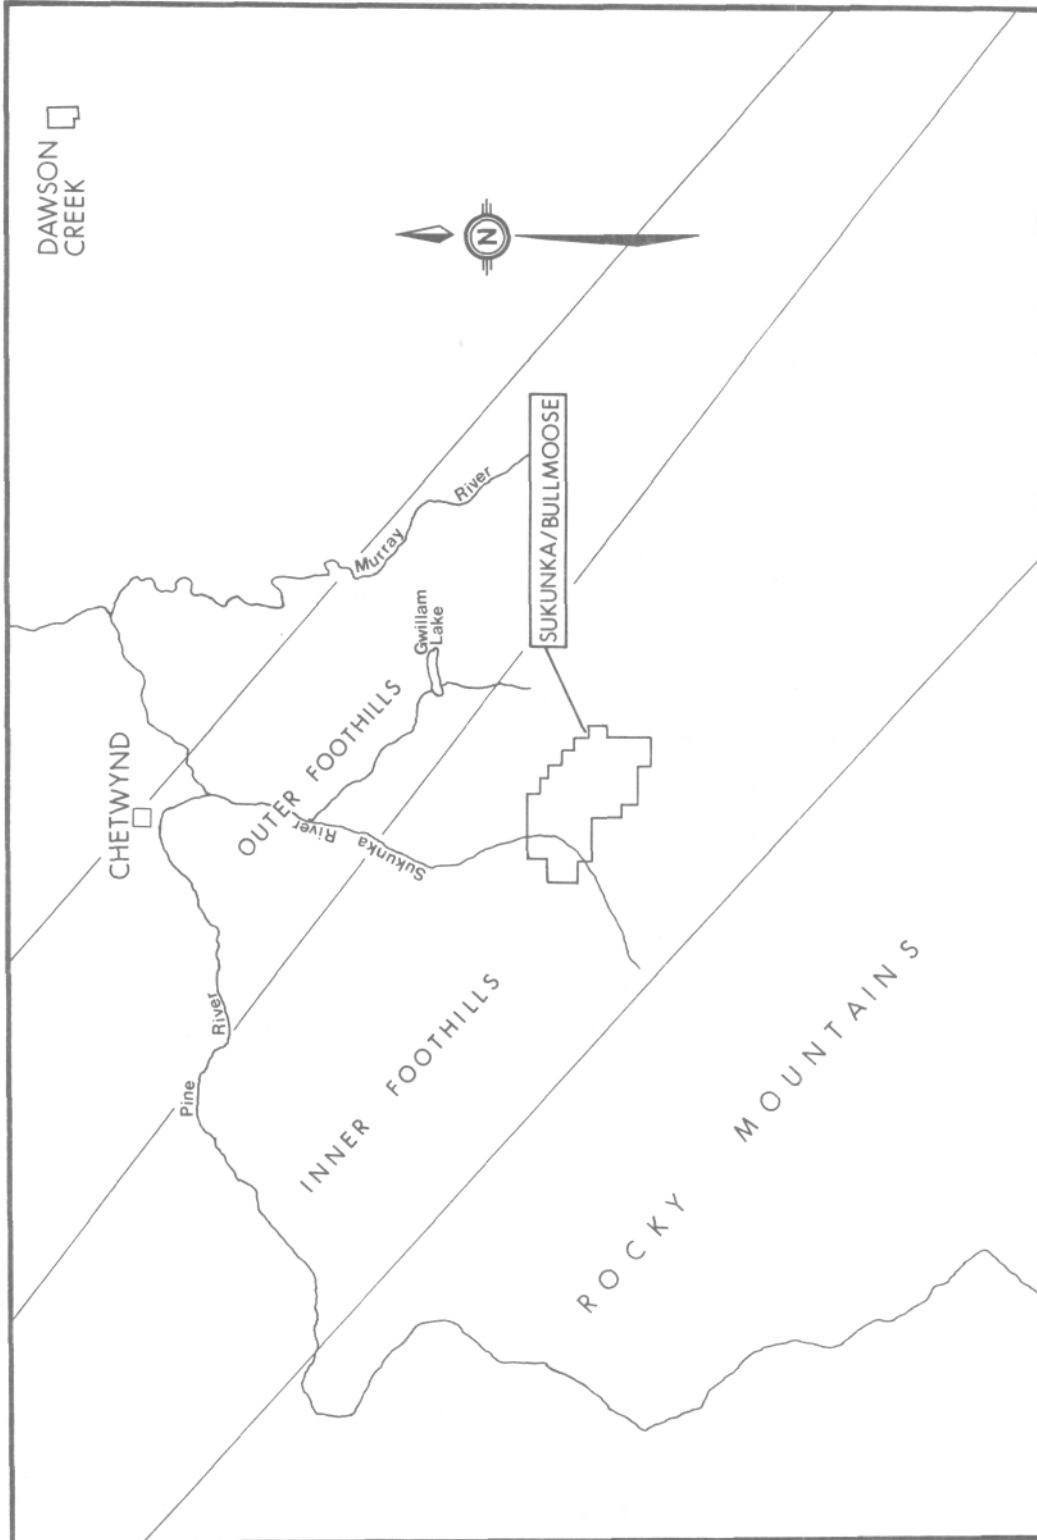 DAWSON
CREEK
N
CHETWYND
SUKUNKA/BULLMOOSE
Murray River
Gwillam
Lake
OUTER FOOTHILLS
Sukunka River
Pine River
INNER FOOTHILLS
ROCKY MOUNTAINS